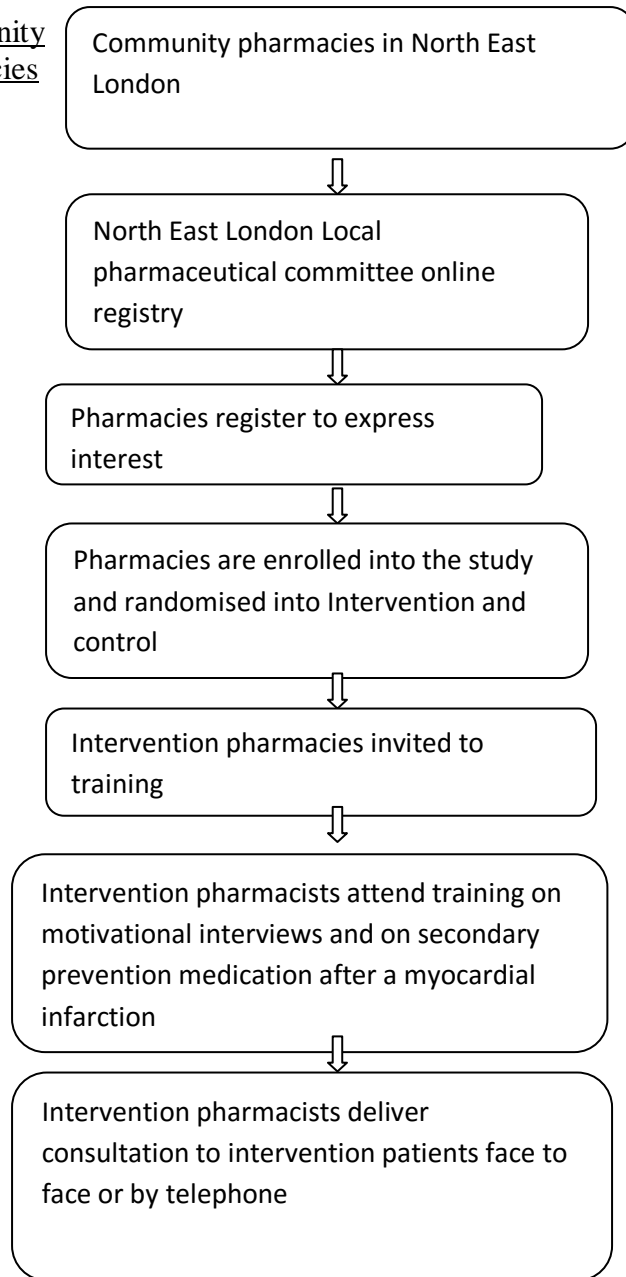 Community pharmacies in North East
London
North East London Local
pharmaceutical committee online
registry
Pharmacies register to express
interest
Pharmacies are enrolled into the study
and randomised into Intervention and
control
Intervention pharmacies invited to
training
Intervention pharmacists attend training on
motivational interviews and on secondary
prevention medication after a myocardial
infarction
Intervention pharmacists deliver
consultation to intervention patients face to
face or by telephone